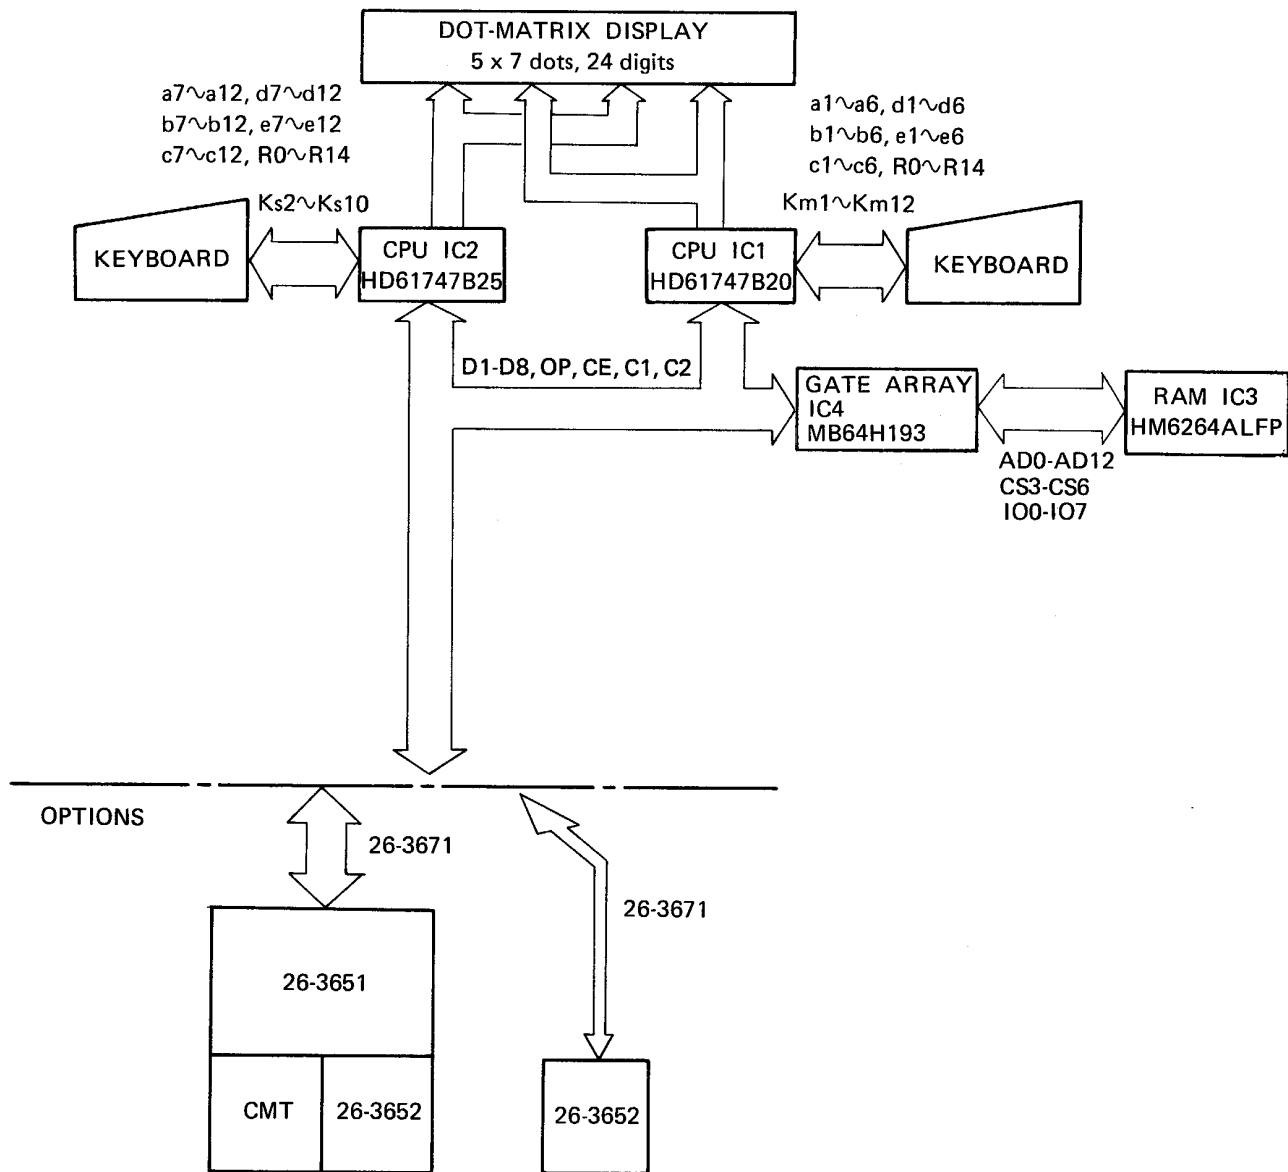 DOT-MATRIX DISPLAY
5 x 7 dots, 24 digits
a7~a12, d7~d12
b7~b12, e7~e12
c7~c12, R0~R14
a1~a6, d1~d6
b1~b6, e1~e6
c1~c6, R0~R14
Ks2~Ks10
Km1~Km12
KEYBOARD
CPU IC2
HD61747B25
CPU IC1
HD61747B20
KEYBOARD
D1-D8, OP, CE, C1, C2
GATE ARRAY
IC4
MB64H193
RAM IC3
HM6264ALFP
AD0-AD12
CS3-CS6
IO0-IO7
OPTIONS
26-3671
26-3671
26-3651
CMT
26-3652
26-3652